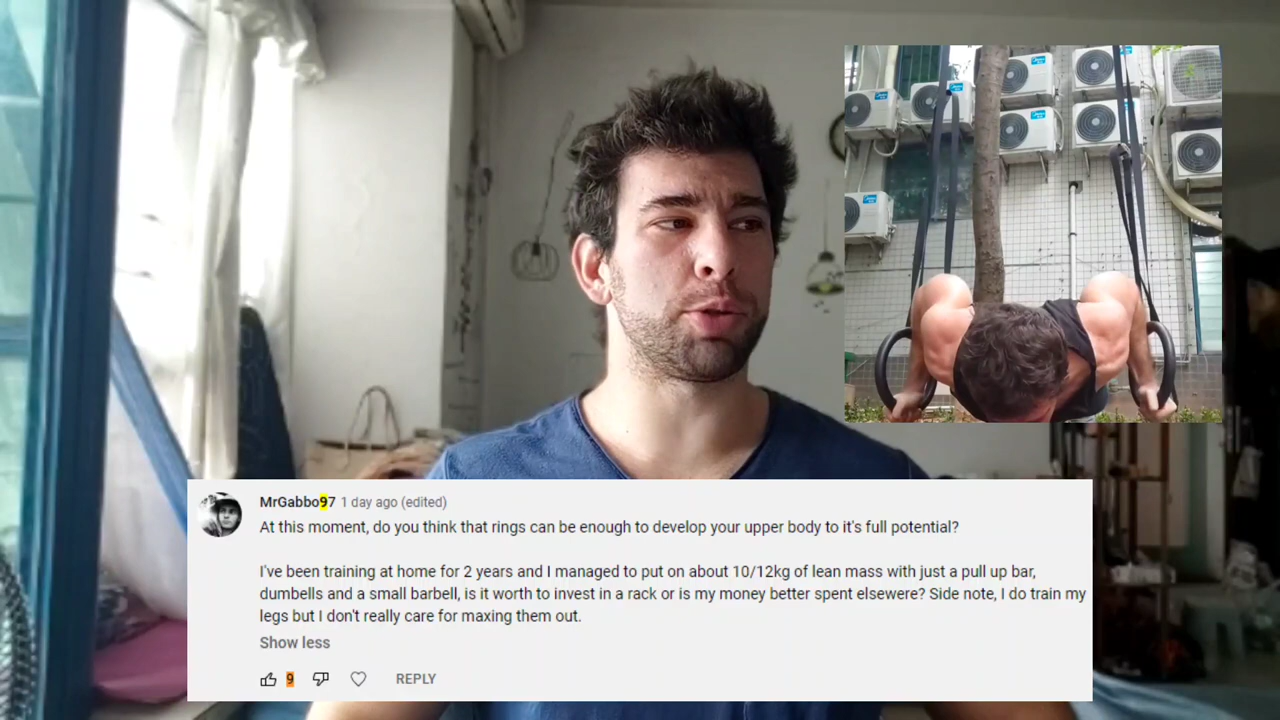 MrGabbo97 1 day ago (edited)
At this moment, do you think that rings can be enough to develop your upper body to it's full potential?
I've been training at home for 2 years and I managed to put on about 10/12kg of lean mass with just a pull up bar,
dumbells and a small barbell, is it worth to invest in a rack or is my money better spent elsewere? Side note, I do train my
legs but I don't really care for maxing them out.
Show less
9 REPLY